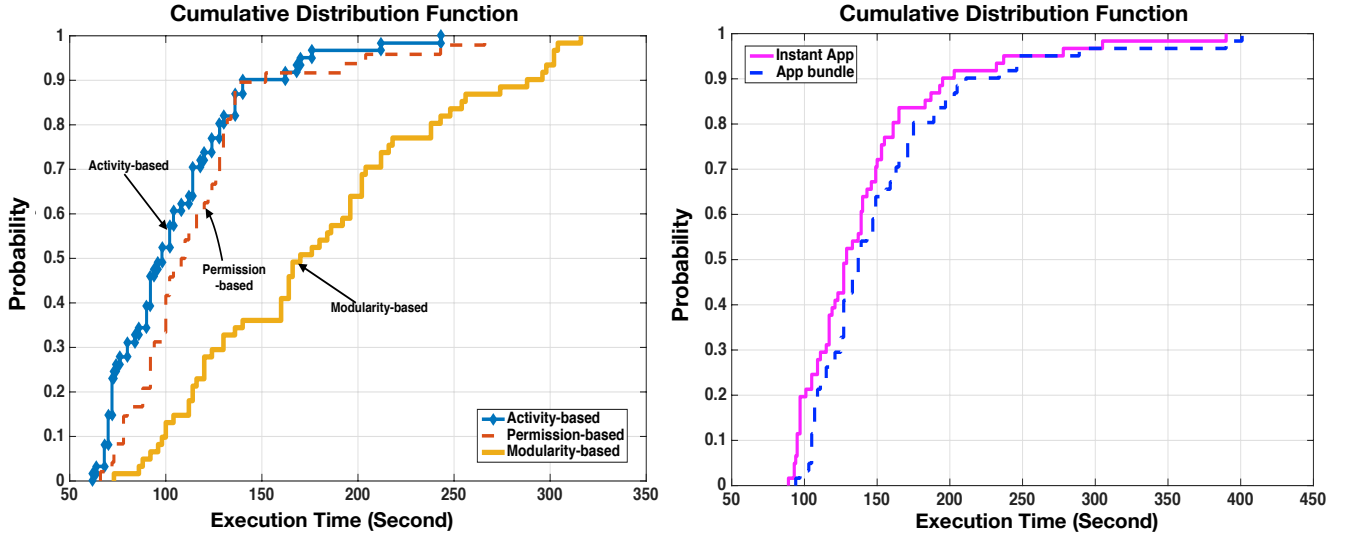 Cumulative Distribution Function
1
0.9
0.8
0.7
0.6
0.5
0.4
0.3
0.2
0.1
0
Probability
Activity-based
Permission
-based
Modularity-based
Activity-based
Permission-based
Modularity-based
50 100 150 200 250 300 350
Execution Time (Second)
Cumulative Distribution Function
1
0.9
0.8
0.7
0.6
0.5
0.4
0.3
0.2
0.1
0
Probability
Instant App
App bundle
50 100 150 200 250 300 350 400 450
Execution Time (Second)